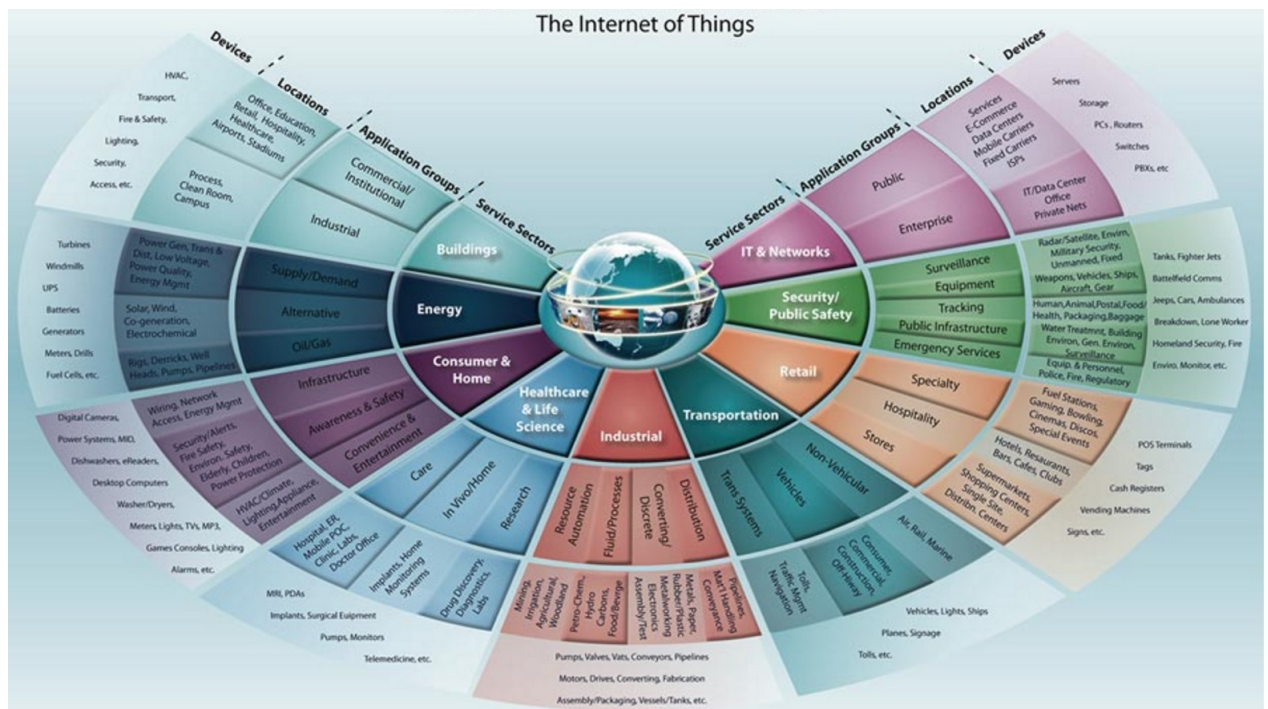 The Internet of Things
Devices
Locations
Application Groups
Service Sectors
Service Sectors
Application Groups
Locations
Devices
Buildings
Commercial/
Institutional
Industrial
Office, Education,
Retail, Hospitality,
Healthcare,
Airports, Stadiums
Process,
Clean Room,
Campus
HVAC,
Transport,
Fire & Safety,
Lighting,
Security,
Access, etc.
Energy
Supply/Demand
Alternative
Oil/Gas
Power Gen, Trans &
Dist, Low Voltage,
Power Quality,
Energy Mgmt
Solar, Wind,
Co-generation,
Electrochemical
Rigs, Derricks, Well
Heads, Pumps, Pipelines
Turbines
Windmills
UPS
Batteries
Generators
Meters, Drills
Fuel Cells, etc.
Consumer &
Home
Infrastructure
Awareness & Safety
Convenience &
Entertainment
Wiring, Network
Access, Energy Mgmt
Security/Alerts,
Fire Safety,
Environ. Safety,
Elderly, Children,
Power Protection
HVAC/Climate,
Lighting,Appliance,
Entertainment
Digital Cameras,
Power Systems, MID,
Dishwashers, eReaders,
Desktop Computers
Washer/Dryers,
Meters, Lights, TVs, MP3,
Games Consoles, Lighting
Alarms, etc.
Healthcare
& Life
Science
Care
In Vivo/Home
Research
Hospital, ER,
Mobile POC,
Clinic, Labs,
Doctor Office
Implants, Home
Monitoring
Systems
Drug Discovery,
Diagnostics,
Labs
MRI, PDAs
Implants, Surgical Euipment
Pumps, Monitors
Telemedicine, etc.
Industrial
Resource
Automation
Fluid/Processes
Converting/
Discrete
Distribution
Mining,
Irrigation,
Agricultural,
Woodland
Petro-Chem.,
Hydro
Carbons,
Food/Beverge
Metals, Paper,
Rubber/Plastic
Metalworking
Electronics
Assembly/Test
Pipelines,
Mat'l Handling
Conveyance
Pumps, Valves, Vats, Conveyors, Pipelines
Motors, Drives, Converting, Fabrication
Assembly/Packaging, Vessels/Tanks, etc.
Transportation
Trans Systems
Vehicles
Non-Vehicular
Tolls,
Traffic Mgmt
Navigation
Consumer,
Commercial,
Construction,
Off-Hiway
Air, Rail, Marine
Vehicles, Lights, Ships
Planes, Signage
Tolls, etc.
Retail
Specialty
Hospitality
Stores
Fuel Stations,
Gaming, Bowling,
Cinemas, Discos,
Special Events
Hotels, Resaurants,
Bars, Cafes, Clubs
Supermarkets,
Shopping Centers,
Single Site,
Distribn. Centers
POS Terminals
Tags
Cash Registers
Vending Machines
Signs, etc.
Security/
Public Safety
Surveillance
Equipment
Tracking
Public Infrastructure
Emergency Services
Radar/Satellite, Envirn,
Millitary Security,
Unmanned, Fixed
Weapons, Vehicles, Ships,
Aircraft, Gear
Human,Animal,Postal,Food/
Health, Packaging,Baggage
Water Treatmnt, Building
Environ, Gen. Environ,
Surveillance
Equip. & Personnel,
Police, Fire, Regulatory
Tanks, Fighter Jets
Battelfield Comms
Jeeps, Cars, Ambulances
Breakdown, Lone Worker
Homeland Security, Fire
Enviro. Monitor, etc.
IT & Networks
Public
Enterprise
Services
E-Commerce
Data Centers
Mobile Carriers
Fixed Carriers
ISPs
IT/Data Center
Office
Private Nets
Servers
Storage
PCs , Routers
Switches
PBXs, etc